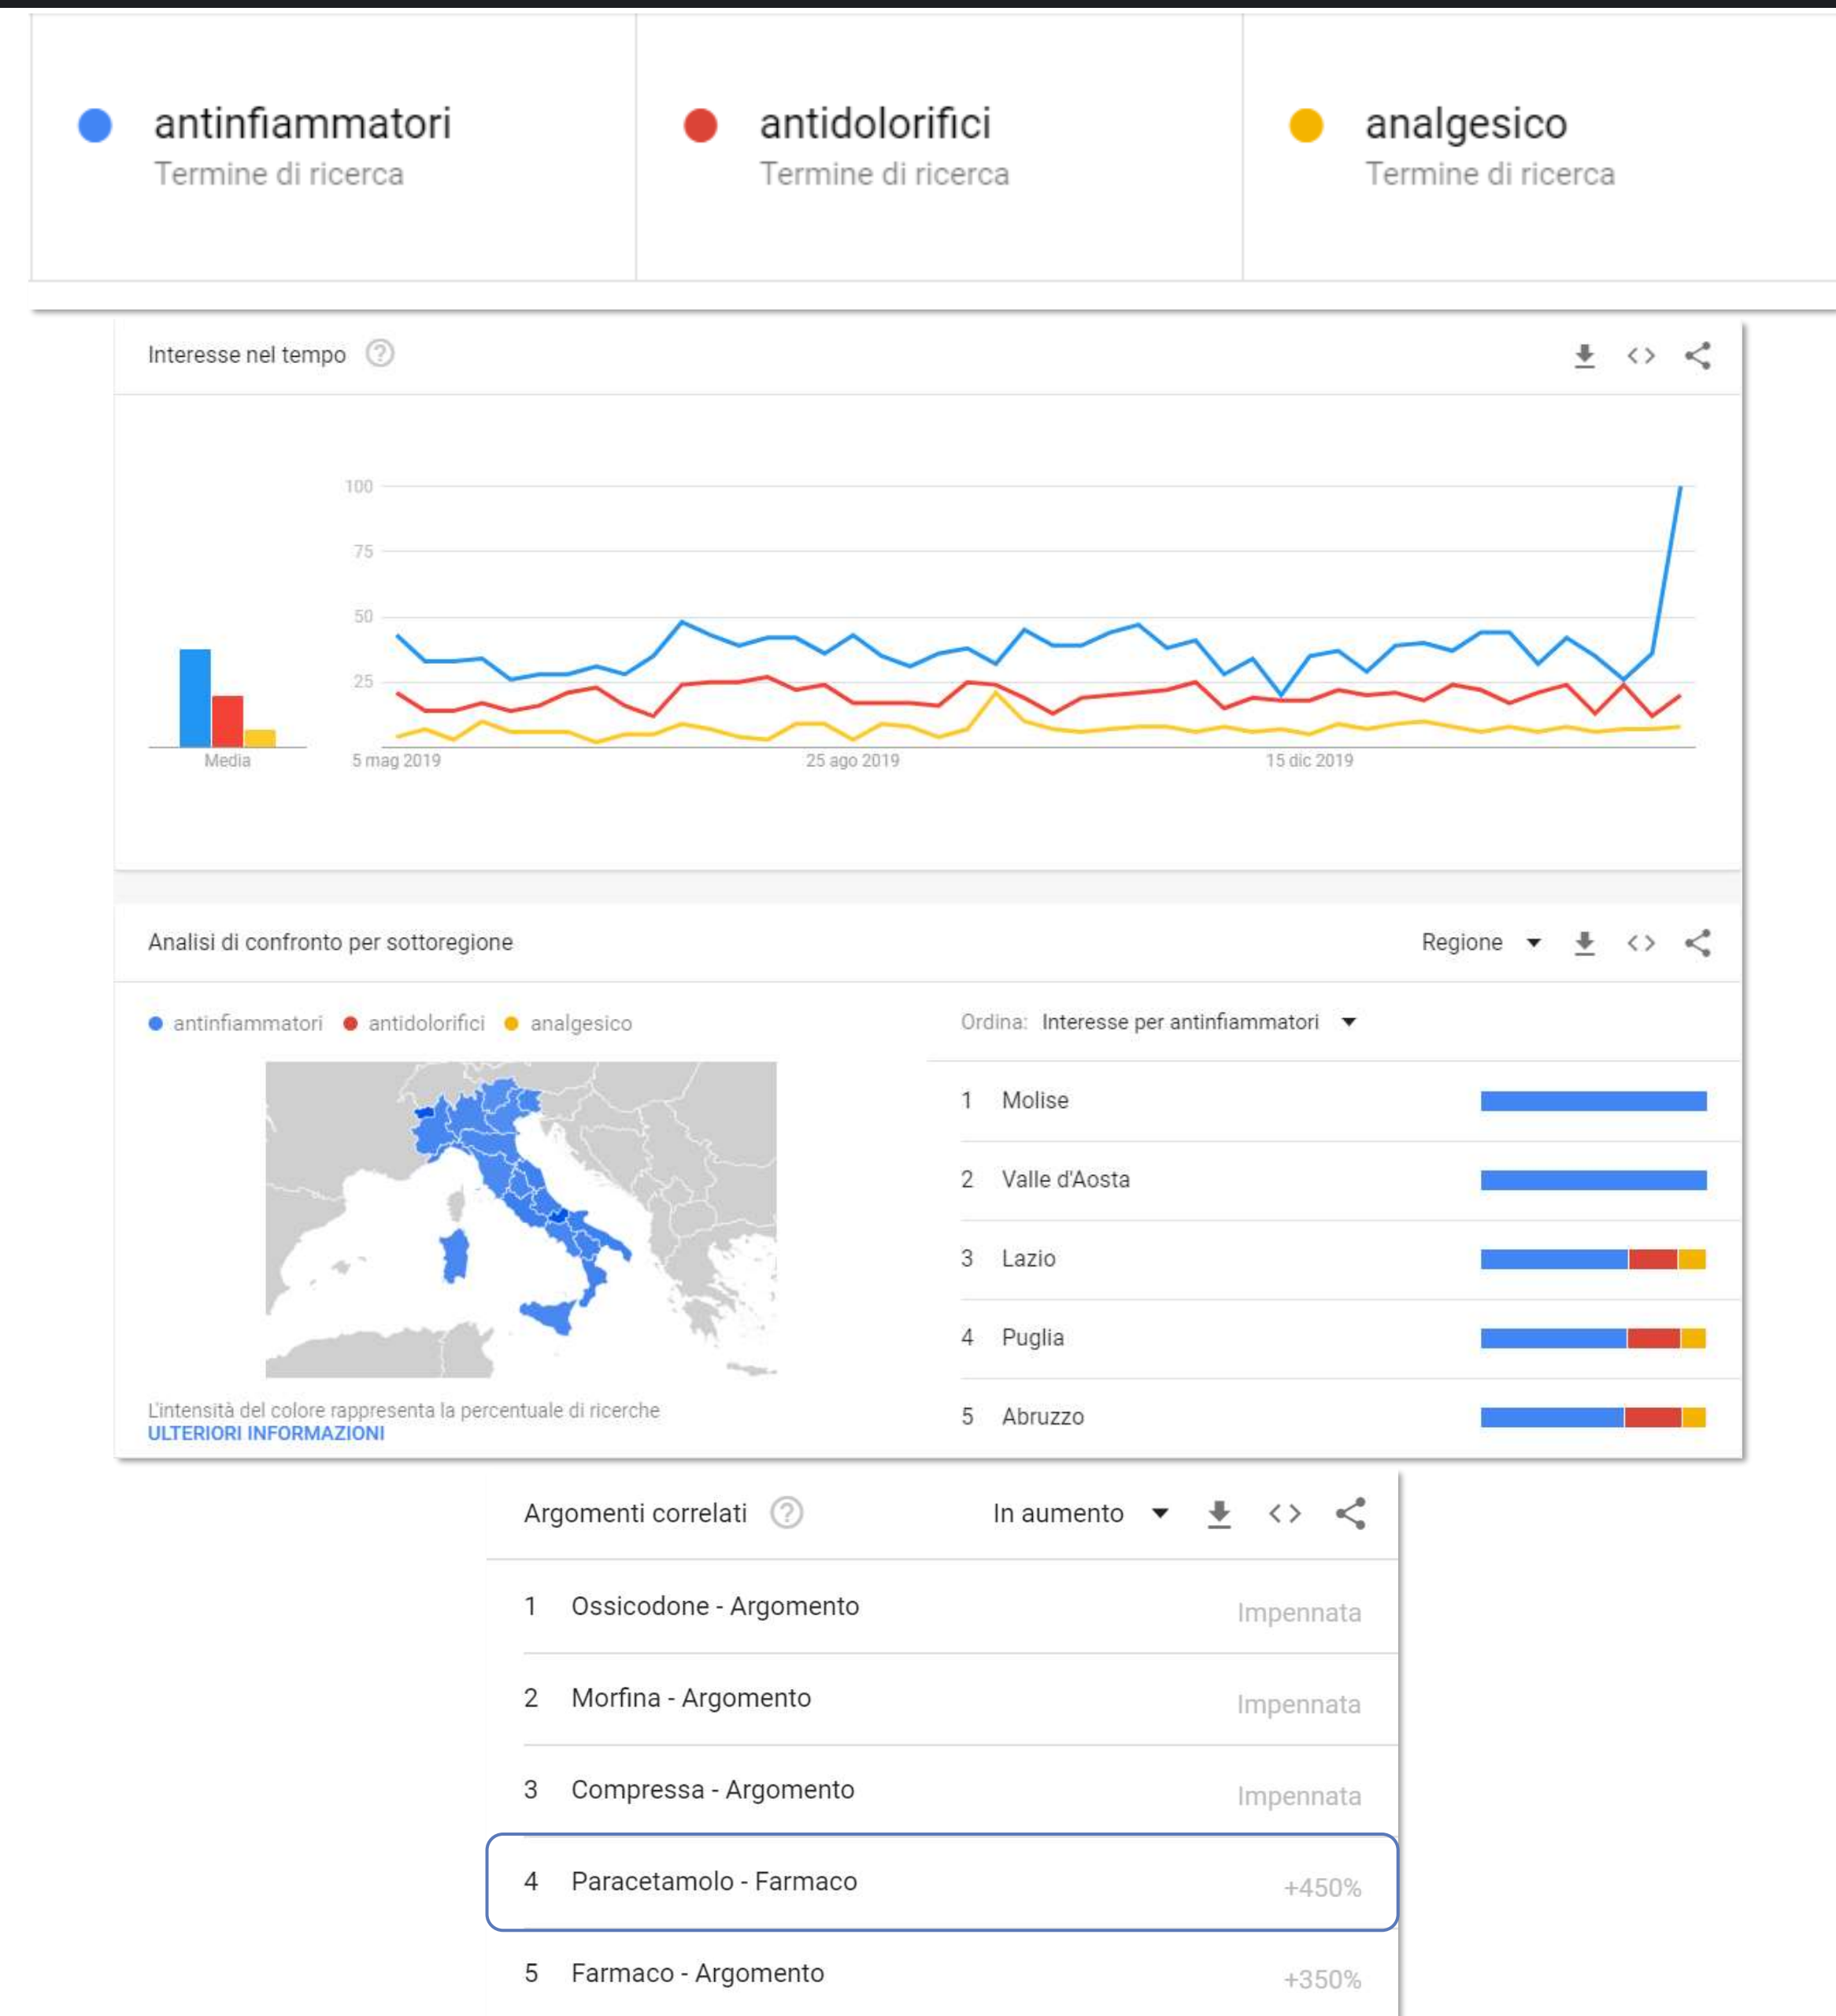 antinfiammatori
Termine di ricerca
antidolorifici
Termine di ricerca
analgesico
Termine di ricerca
Interesse nel tempo ?
100
75
50
25
Media
5 mag 2019
25 ago 2019
15 dic 2019
Analisi di confronto per sottoregione
Regione
antinfiammatori antidolorifici analgesico
Ordina: Interesse per antinfiammatori
1 Molise
2 Valle d'Aosta
3 Lazio
4 Puglia
5 Abruzzo
L'intensità del colore rappresenta la percentuale di ricerche
ULTERIORI INFORMAZIONI
Argomenti correlati ?
In aumento
1 Ossicodone - Argomento Impennata
2 Morfina - Argomento Impennata
3 Compressa - Argomento Impennata
4 Paracetamolo - Farmaco +450%
5 Farmaco - Argomento +350%